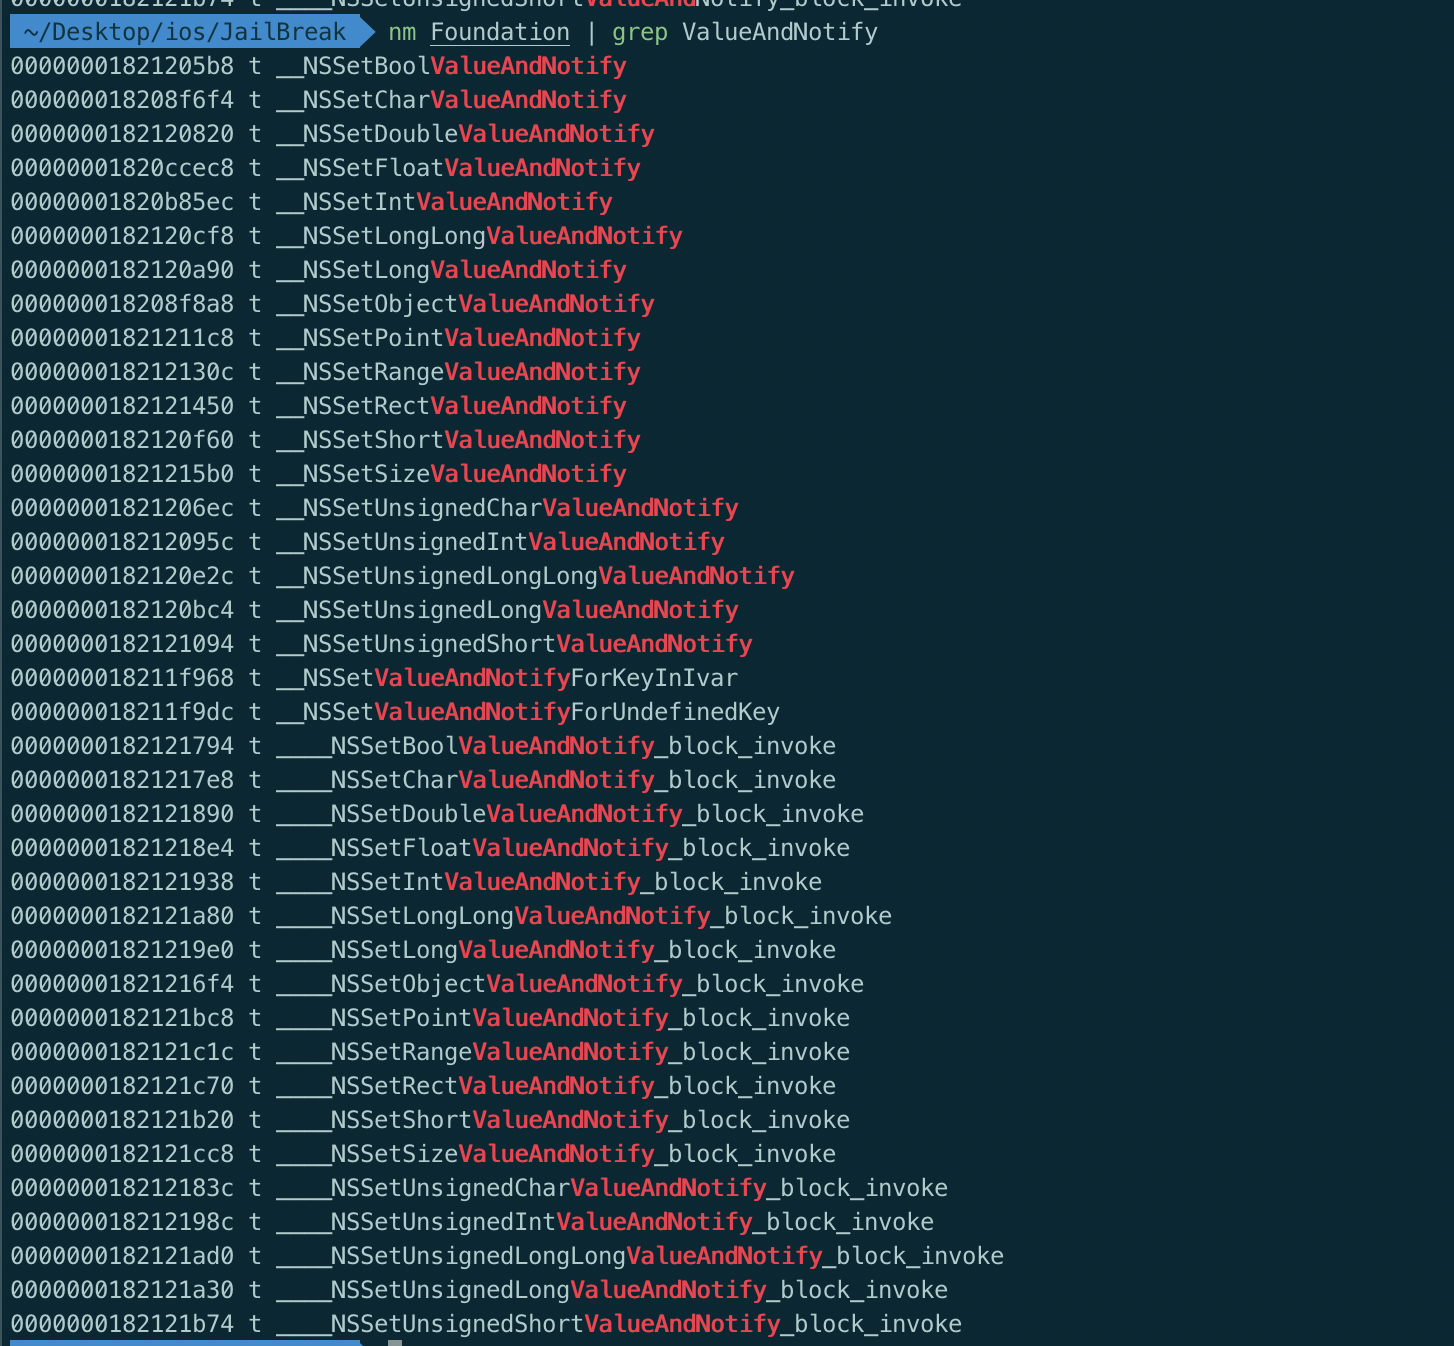 0000000182121b74 t ____NSSetUnsignedShortValueAndNotify_block_invoke
~/Desktop/ios/JailBreak nm Foundation | grep ValueAndNotify
00000001821205b8 t __NSSetBoolValueAndNotify
000000018208f6f4 t __NSSetCharValueAndNotify
0000000182120820 t __NSSetDoubleValueAndNotify
00000001820ccec8 t __NSSetFloatValueAndNotify
00000001820b85ec t __NSSetIntValueAndNotify
0000000182120cf8 t __NSSetLongLongValueAndNotify
0000000182120a90 t __NSSetLongValueAndNotify
000000018208f8a8 t __NSSetObjectValueAndNotify
00000001821211c8 t __NSSetPointValueAndNotify
000000018212130c t __NSSetRangeValueAndNotify
0000000182121450 t __NSSetRectValueAndNotify
0000000182120f60 t __NSSetShortValueAndNotify
00000001821215b0 t __NSSetSizeValueAndNotify
00000001821206ec t __NSSetUnsignedCharValueAndNotify
000000018212095c t __NSSetUnsignedIntValueAndNotify
0000000182120e2c t __NSSetUnsignedLongLongValueAndNotify
0000000182120bc4 t __NSSetUnsignedLongValueAndNotify
0000000182121094 t __NSSetUnsignedShortValueAndNotify
000000018211f968 t __NSSetValueAndNotifyForKeyInIvar
000000018211f9dc t __NSSetValueAndNotifyForUndefinedKey
0000000182121794 t ____NSSetBoolValueAndNotify_block_invoke
00000001821217e8 t ____NSSetCharValueAndNotify_block_invoke
0000000182121890 t ____NSSetDoubleValueAndNotify_block_invoke
00000001821218e4 t ____NSSetFloatValueAndNotify_block_invoke
0000000182121938 t ____NSSetIntValueAndNotify_block_invoke
0000000182121a80 t ____NSSetLongLongValueAndNotify_block_invoke
00000001821219e0 t ____NSSetLongValueAndNotify_block_invoke
00000001821216f4 t ____NSSetObjectValueAndNotify_block_invoke
0000000182121bc8 t ____NSSetPointValueAndNotify_block_invoke
0000000182121c1c t ____NSSetRangeValueAndNotify_block_invoke
0000000182121c70 t ____NSSetRectValueAndNotify_block_invoke
0000000182121b20 t ____NSSetShortValueAndNotify_block_invoke
0000000182121cc8 t ____NSSetSizeValueAndNotify_block_invoke
000000018212183c t ____NSSetUnsignedCharValueAndNotify_block_invoke
000000018212198c t ____NSSetUnsignedIntValueAndNotify_block_invoke
0000000182121ad0 t ____NSSetUnsignedLongLongValueAndNotify_block_invoke
0000000182121a30 t ____NSSetUnsignedLongValueAndNotify_block_invoke
0000000182121b74 t ____NSSetUnsignedShortValueAndNotify_block_invoke